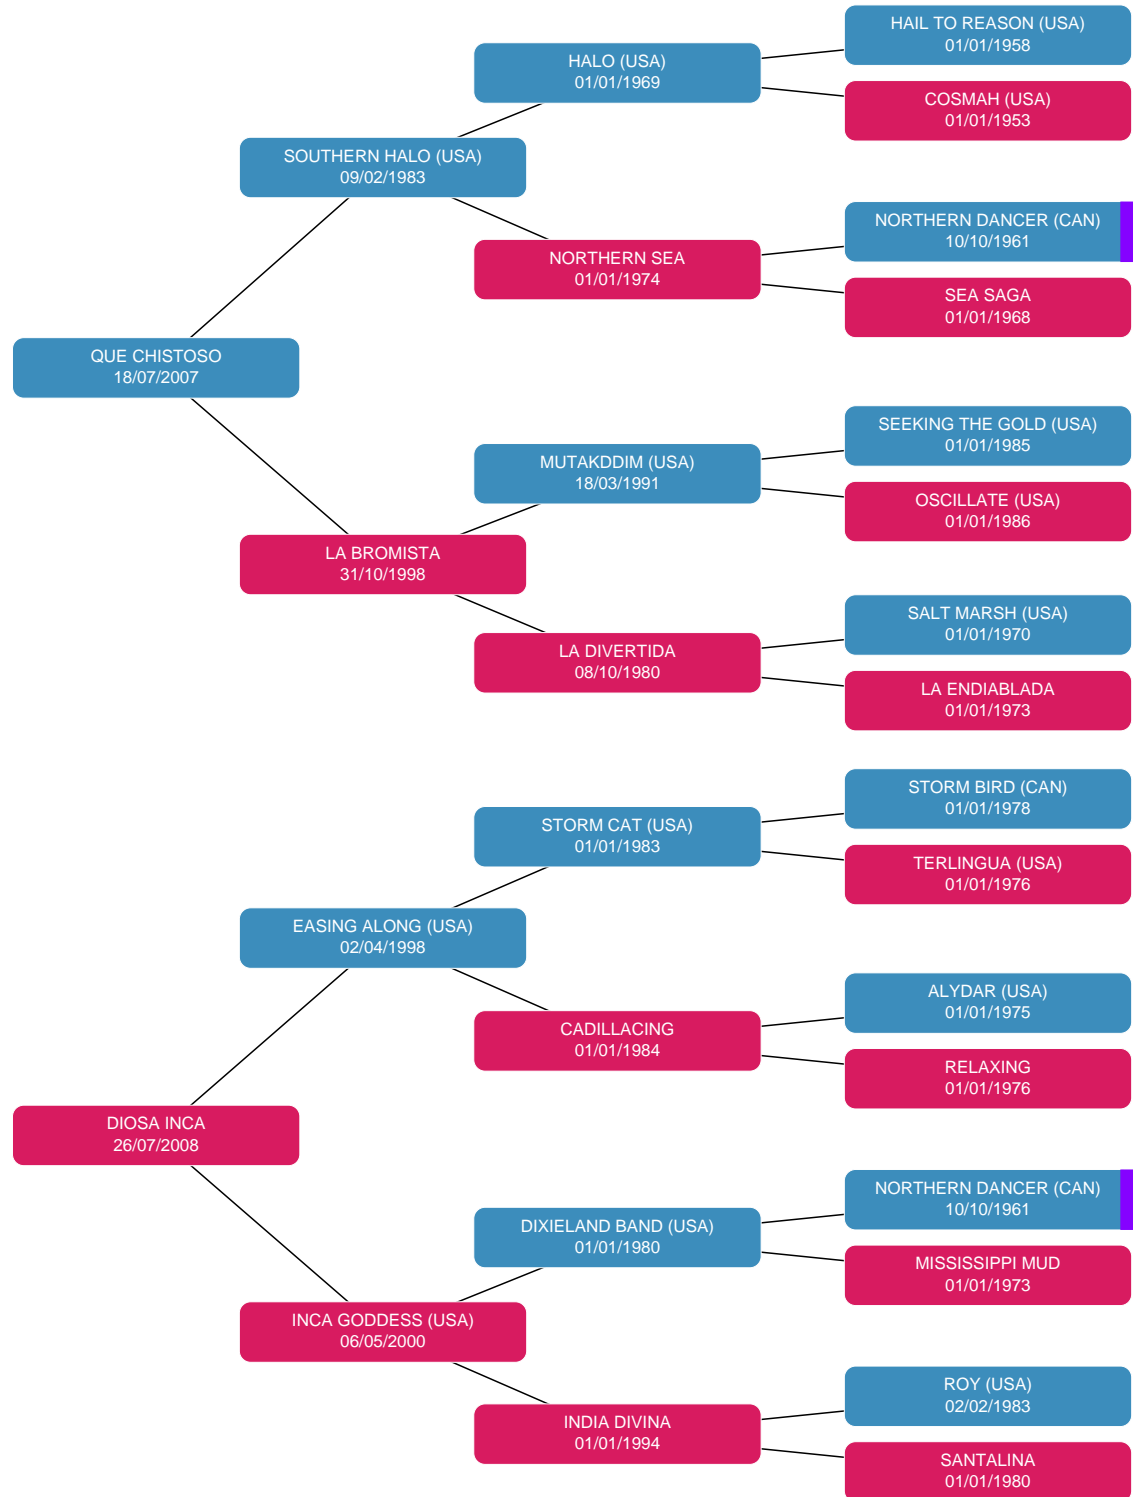 HAIL TO REASON (USA)
01/01/1958
HALO (USA)
01/01/1969
COSMAH (USA)
01/01/1953
SOUTHERN HALO (USA)
09/02/1983
NORTHERN DANCER (CAN)
10/10/1961
NORTHERN SEA
01/01/1974
SEA SAGA
01/01/1968
QUE CHISTOSO
18/07/2007
SEEKING THE GOLD (USA)
01/01/1985
MUTAKDDIM (USA)
18/03/1991
OSCILLATE (USA)
01/01/1986
LA BROMISTA
31/10/1998
SALT MARSH (USA)
01/01/1970
LA DIVERTIDA
08/10/1980
LA ENDIABLADA
01/01/1973
STORM BIRD (CAN)
01/01/1978
STORM CAT (USA)
01/01/1983
TERLINGUA (USA)
01/01/1976
EASING ALONG (USA)
02/04/1998
ALYDAR (USA)
01/01/1975
CADILLACING
01/01/1984
RELAXING
01/01/1976
DIOSA INCA
26/07/2008
NORTHERN DANCER (CAN)
10/10/1961
DIXIELAND BAND (USA)
01/01/1980
MISSISSIPPI MUD
01/01/1973
INCA GODDESS (USA)
06/05/2000
ROY (USA)
02/02/1983
INDIA DIVINA
01/01/1994
SANTALINA
01/01/1980